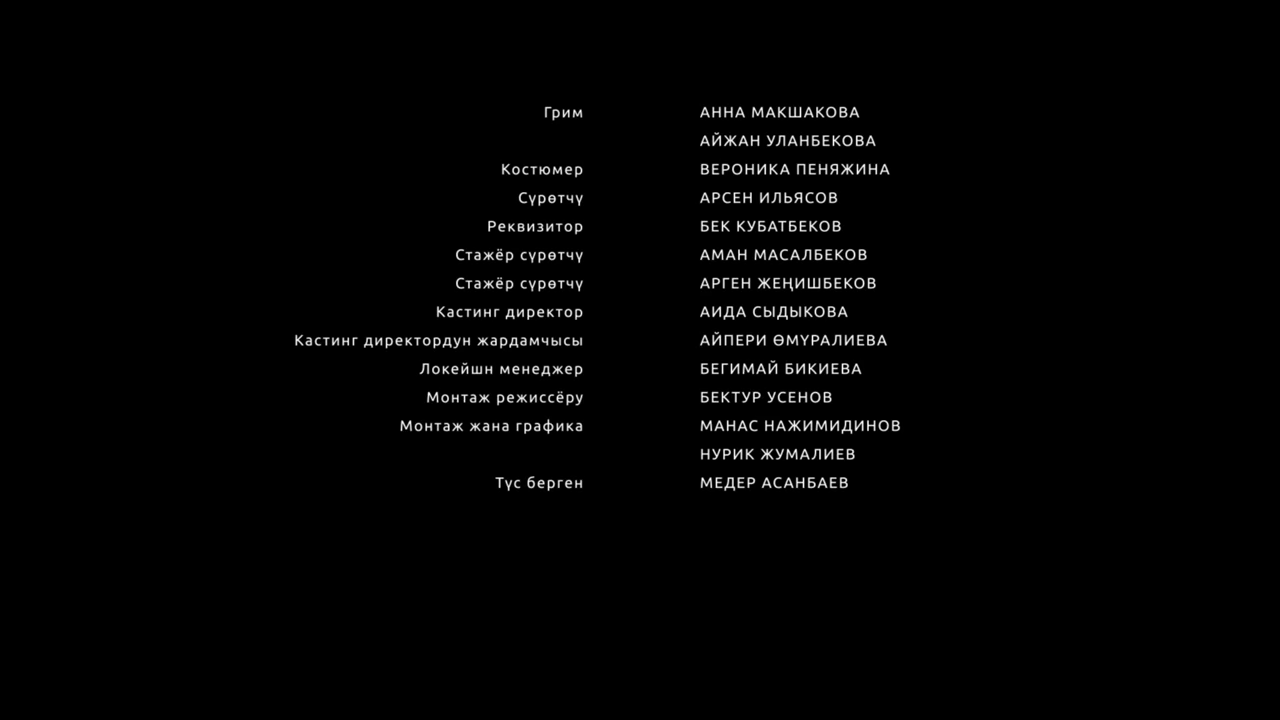 Грим АННА МАКШАКОВА
АЙЖАН УЛАНБЕКОВА
Костюмер ВЕРОНИКА ПЕНЯЖИНА
Сүрөтчү АРСЕН ИЛЬЯСОВ
Реквизитор БЕК КУБАТБЕКОВ
Стажёр сүрөтчү АМАН МАСАЛБЕКОВ
Стажёр сүрөтчү АРГЕН ЖЕҢИШБЕКОВ
Кастинг директор АИДА СЫДЫКОВА
Кастинг директордун жардамчысы АЙПЕРИ ӨМҮРАЛИЕВА
Локейшн менеджер БЕГИМАЙ БИКИЕВА
Монтаж режиссёру БЕКТУР УСЕНОВ
Монтаж жана графика МАНАС НАЖИМИДИНОВ
НУРИК ЖУМАЛИЕВ
Түс берген МЕДЕР АСАНБАЕВ